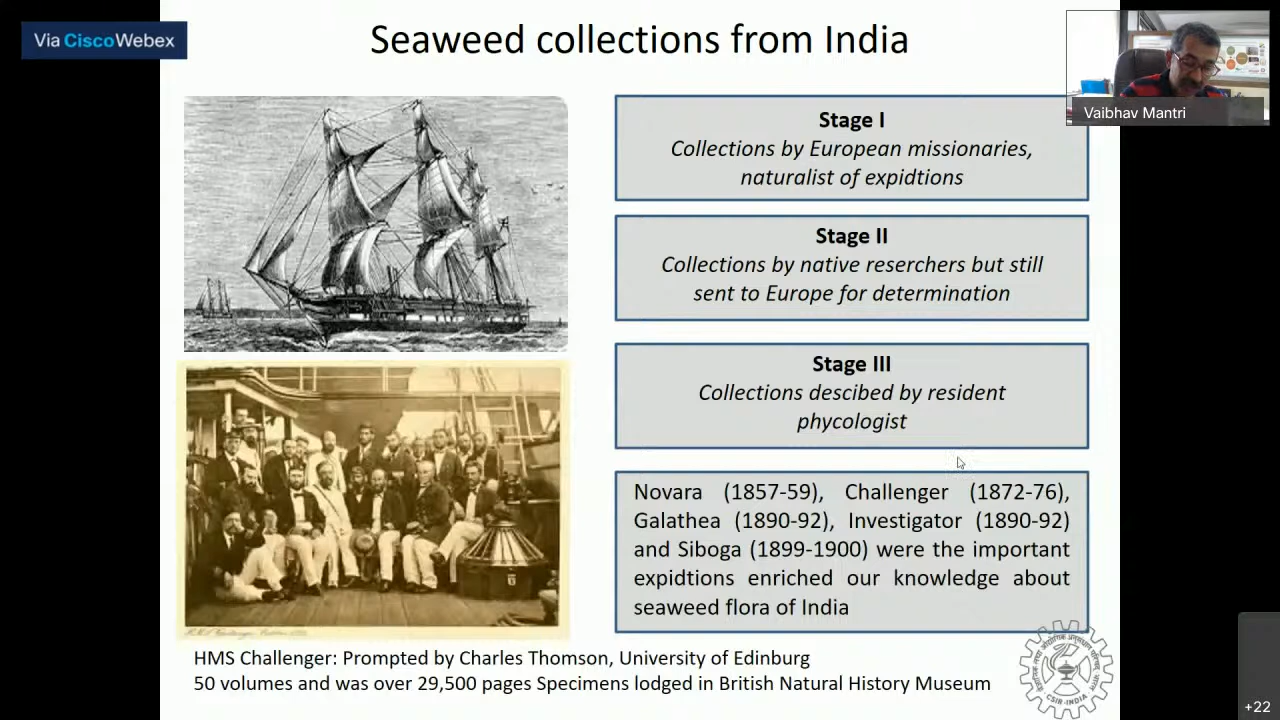 Via Cisco Webex
Seaweed collections from India
Vaibhav Mantri
Stage I
Collections by European missionaries,
naturalist of expidtions
Stage II
Collections by native reserchers but still
sent to Europe for determination
Stage III
Collections descibed by resident
phycologist
Novara (1857-59), Challenger (1872-76),
Galathea (1890-92), Investigator (1890-92)
and Siboga (1899-1900) were the important
expidtions enriched our knowledge about
seaweed flora of India
HMS Challenger: Prompted by Charles Thomson, University of Edinburg
50 volumes and was over 29,500 pages Specimens lodged in British Natural History Museum
CSIR-INDIA
+22